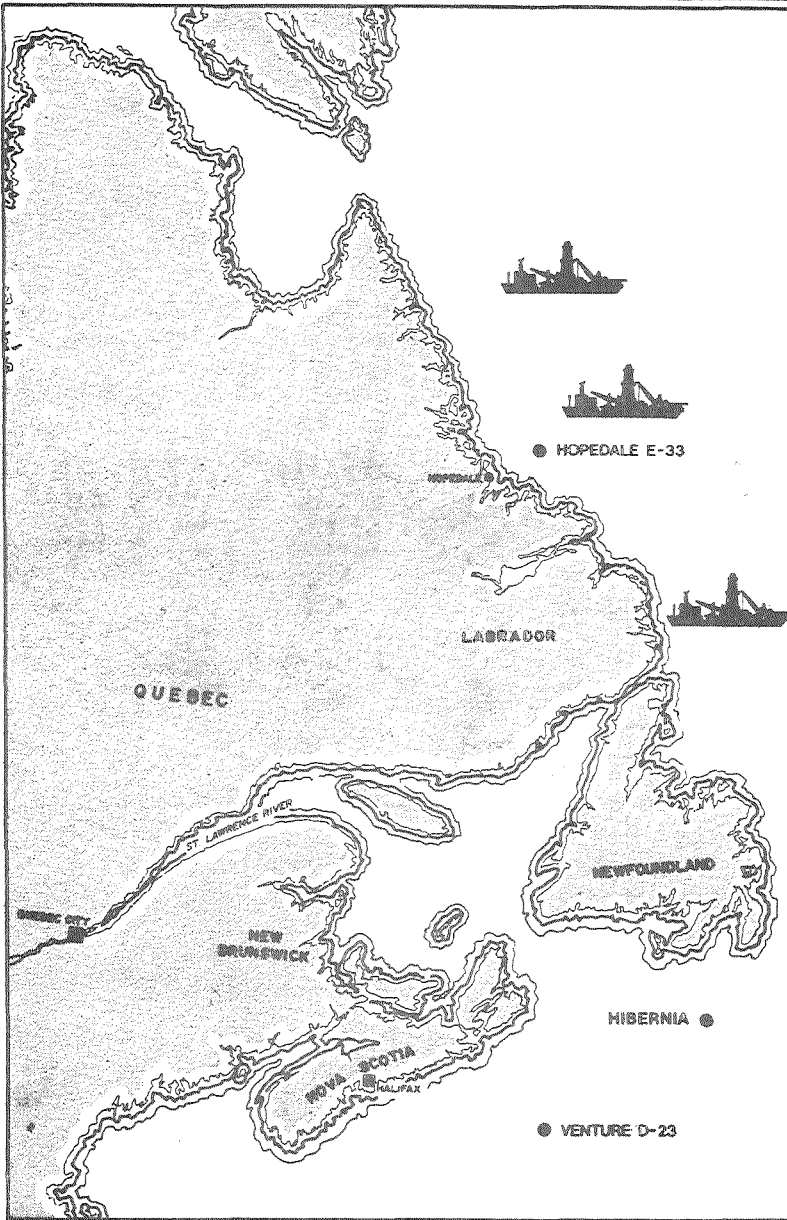 HOPEDALE E-33
HOPEDALE
LABRADOR
QUEBEC
ST LAWRENCE RIVER
NEWFOUNDLAND
QUEBEC CITY
NEW
BRUNSWICK
HIBERNIA
NOVA SCOTIA
HALIFAX
VENTURE D-23